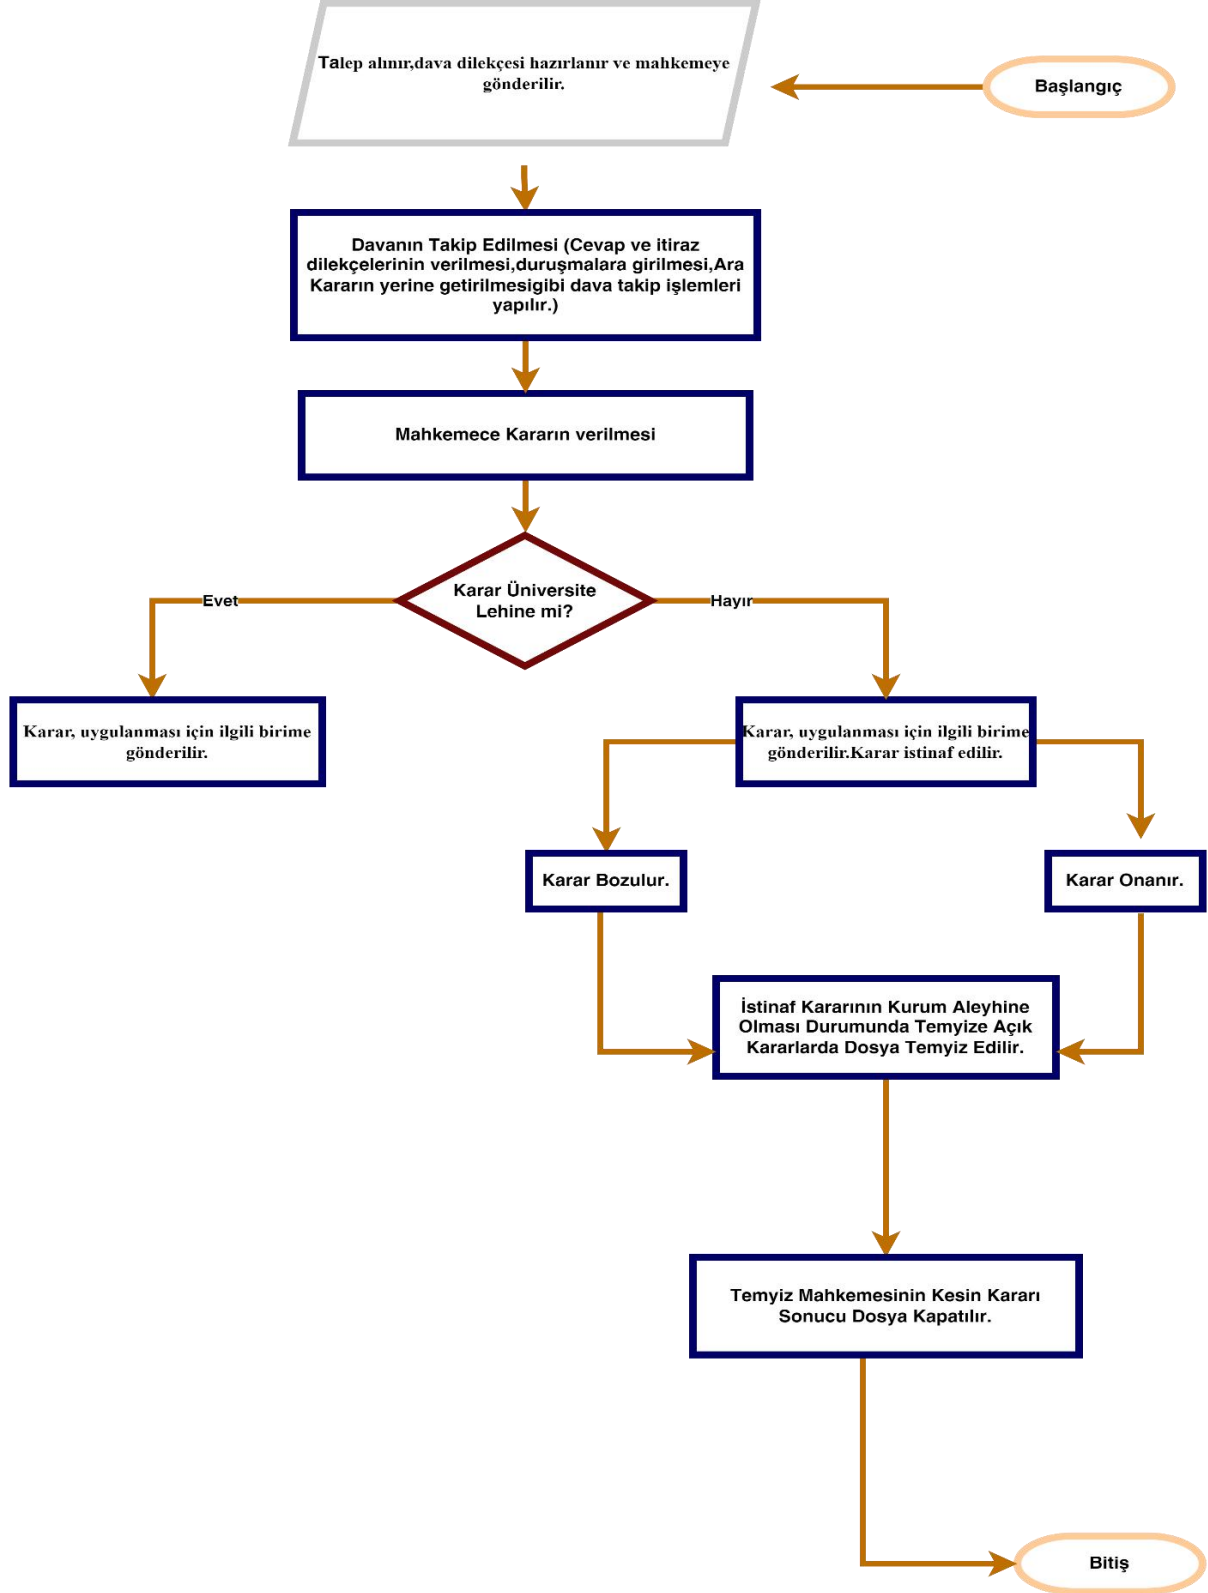 Talep alınır,dava dilekçesi hazırlanır ve mahkemeye
gönderilir.
Başlangıç
Davanın Takip Edilmesi (Cevap ve itiraz
dilekçelerinin verilmesi,duruşmalara girilmesi,Ara
Kararın yerine getirilmesigibi dava takip işlemleri
yapılır.)
Mahkemece Kararın verilmesi
Karar Üniversite
Lehine mi?
Evet
Hayır
Karar, uygulanması için ilgili birime
gönderilir.
Karar, uygulanması için ilgili birime
gönderilir.Karar istinaf edilir.
Karar Bozulur.
Karar Onanır.
İstinaf Kararının Kurum Aleyhine
Olması Durumunda Temyize Açık
Kararlarda Dosya Temyiz Edilir.
Temyiz Mahkemesinin Kesin Kararı
Sonucu Dosya Kapatılır.
Bitiş